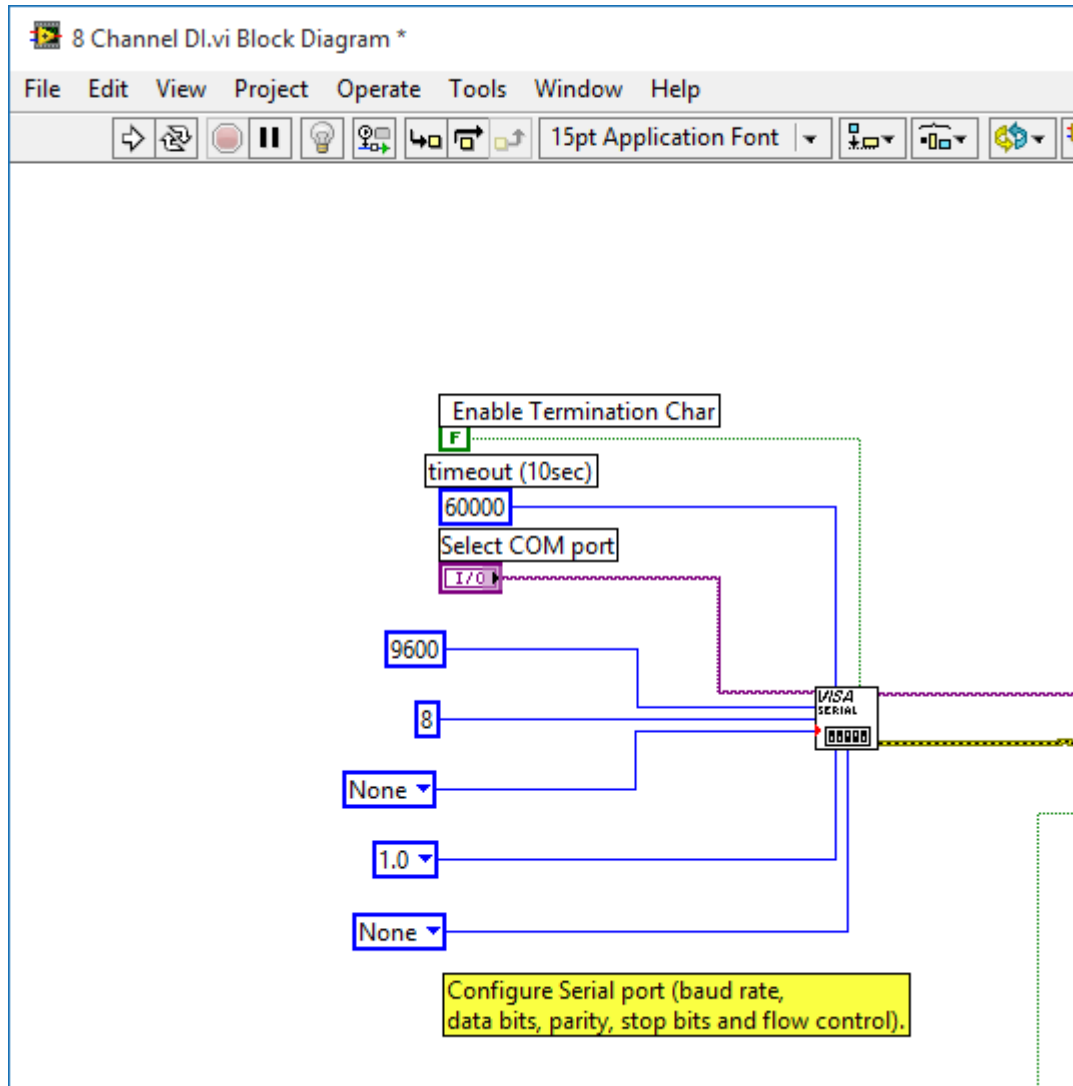 8 Channel DI.vi Block Diagram *
File Edit View Project Operate Tools Window Help
15pt Application Font
Enable Termination Char
F
timeout (10sec)
60000
Select COM port
I/O
9600
VISA
SERIAL
8
None
1.0
None
Configure Serial port (baud rate,
data bits, parity, stop bits and flow control).